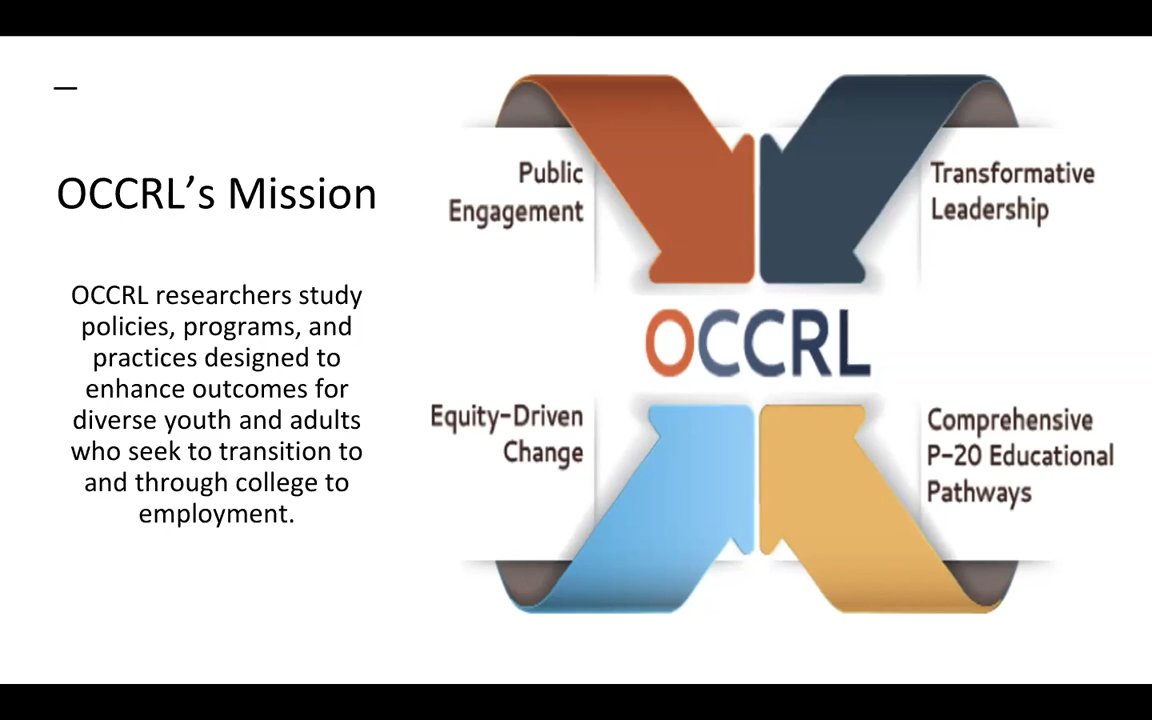 OCCRL’s Mission
OCCRL researchers study
policies, programs, and
practices designed to
enhance outcomes for
diverse youth and adults
who seek to transition to
and through college to
employment.
Public
Engagement
Transformative
Leadership
OCCRL
Equity-Driven
Change
Comprehensive
P-20 Educational
Pathways